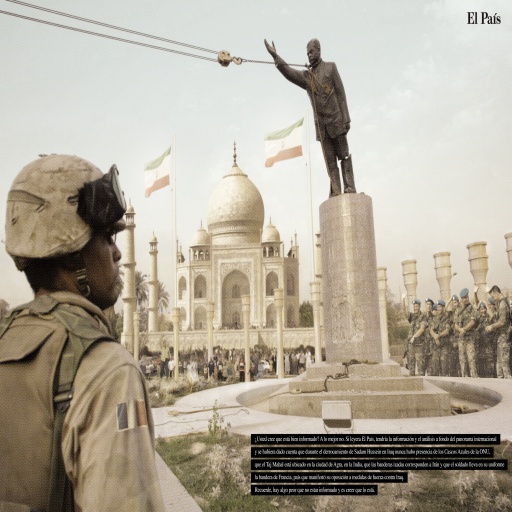 El País
¿Usted cree que está bien informado? A lo mejor no. Si leyera El País, tendría la información y el análisis a fondo del panorama internacional
y se hubiera dado cuenta que durante el derrocamiento de Sadam Hussein en Iraq nunca hubo presencia de los Cascos Azules de la ONU,
que el Taj Mahal está ubicado en la ciudad de Agra, en la India, que las banderas izadas corresponden a Irán y que el soldado lleva en su uniforme
la bandera de Francia, país que manifestó su oposición a medidas de fuerza contra Iraq.
Recuerde, hay algo peor que no estar informado y es creer que lo está.